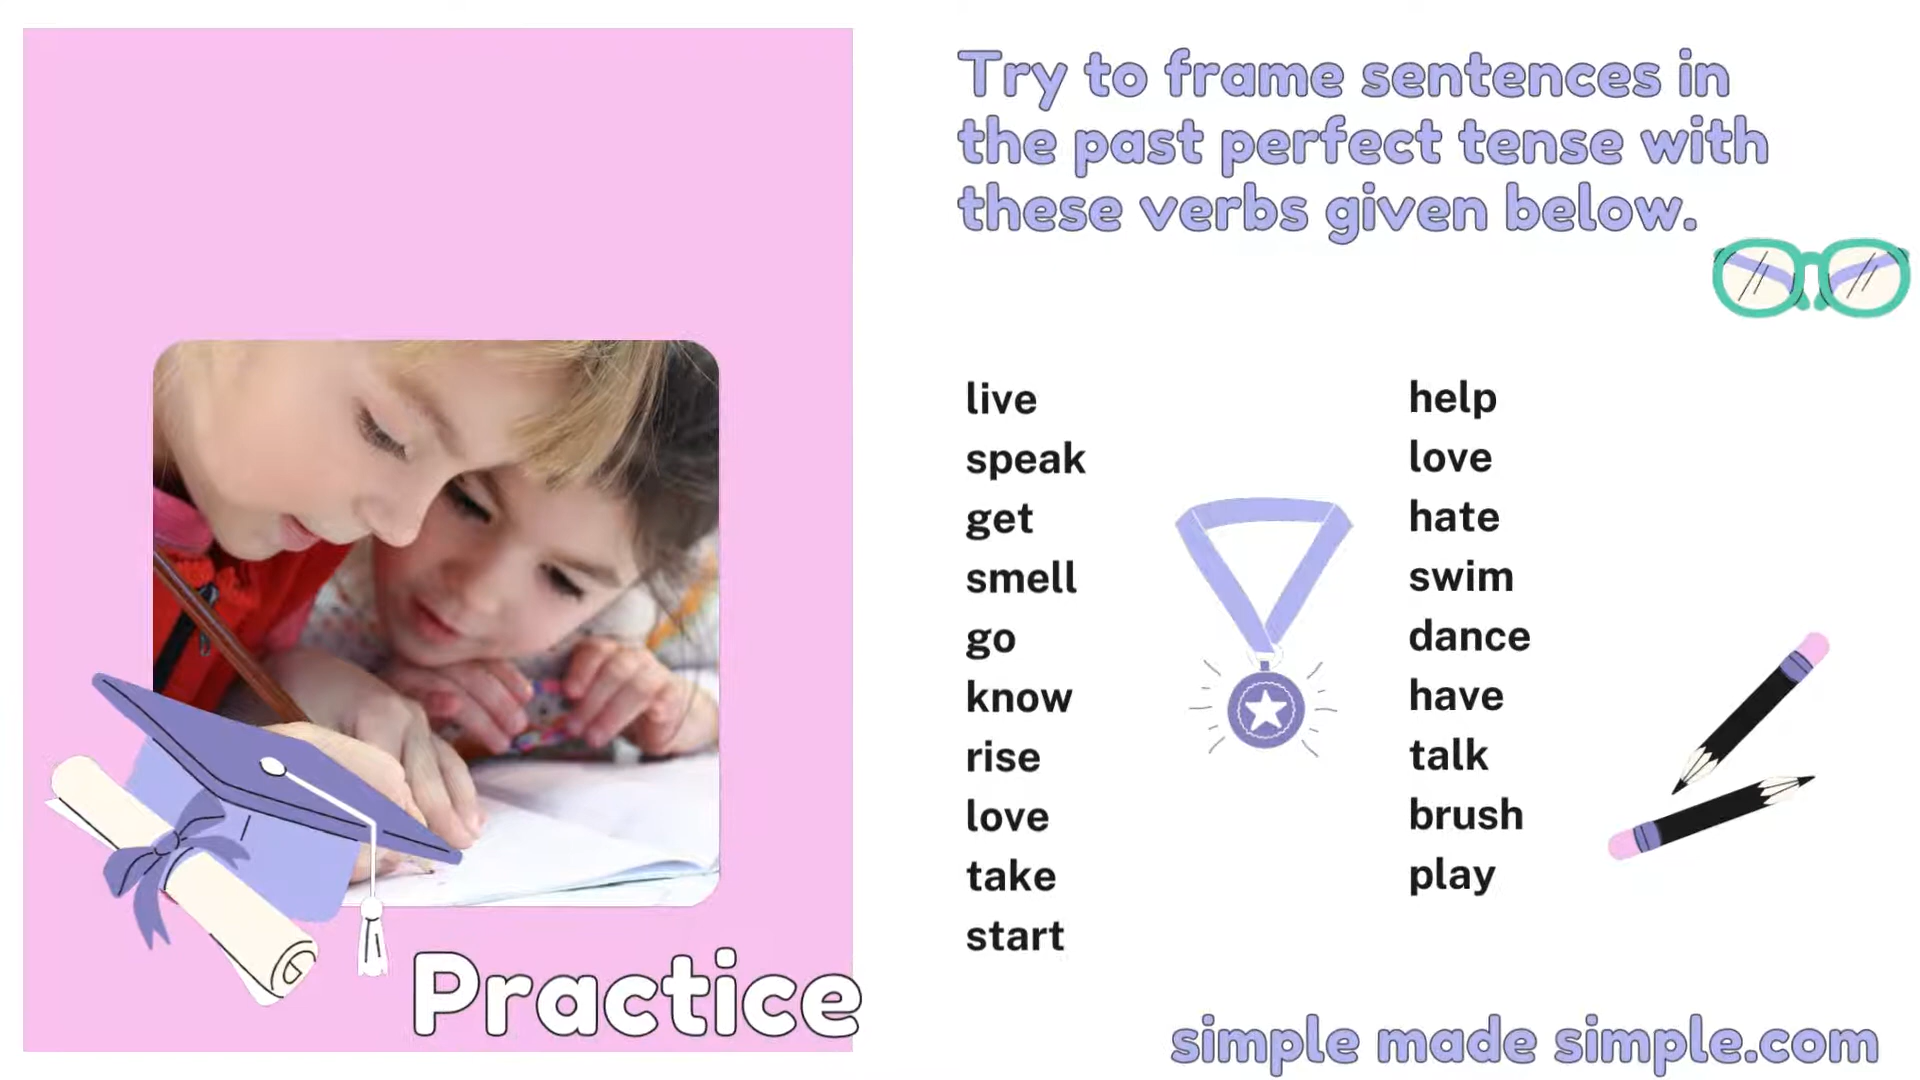 Try to frame sentences in
the past perfect tense with
these verbs given below.
live
speak
get
smell
go
know
rise
love
take
start
help
love
hate
swim
dance
have
talk
brush
play
Practice
simple made simple.com